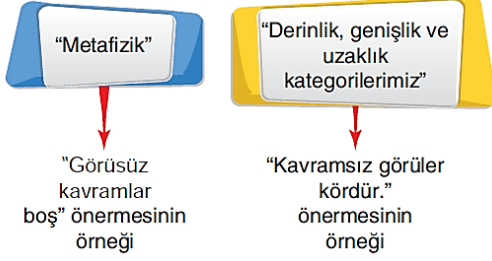 “Metafizik”
“Görüsüz
kavramlar
boş” önermesinin
örneği
“Derinlik, genişlik ve
uzaklık
kategorilerimiz”
“Kavramsız görüler
kördür.”
önermesinin
örneği